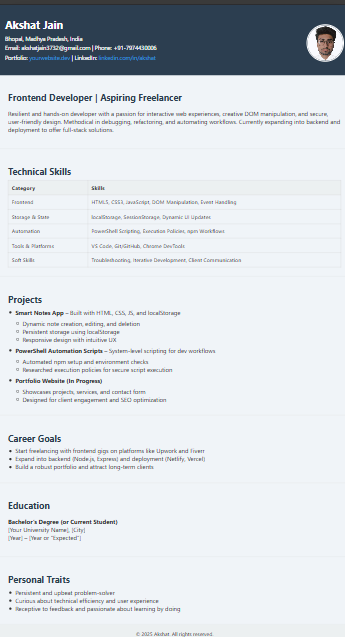 Akshat Jain
Bhopal, Madhya Pradesh, India
Email: akshatjain3732@gmail.com | Phone: +91-7974430006
Portfolio: yourwebsite.dev | LinkedIn: linkedin.com/in/akshat
Frontend Developer | Aspiring Freelancer
Resilient and hands-on developer with a passion for interactive web experiences, creative DOM manipulation, and secure,
user-friendly design. Methodical in debugging, refactoring, and automating workflows. Currently expanding into backend and
deployment to offer full-stack solutions.
Technical Skills
Category Skills
Frontend HTML5, CSS3, JavaScript, DOM Manipulation, Event Handling
Storage & State localStorage, SessionStorage, Dynamic UI Updates
Automation PowerShell Scripting, Execution Policies, npm Workflows
Tools & Platforms VS Code, Git/GitHub, Chrome DevTools
Soft Skills Troubleshooting, Iterative Development, Client Communication
Projects
• Smart Notes App – Built with HTML, CSS, JS, and localStorage
○ Dynamic note creation, editing, and deletion
○ Persistent storage using localStorage
○ Responsive design with intuitive UX
• PowerShell Automation Scripts – System-level scripting for dev workflows
○ Automated npm setup and environment checks
○ Researched execution policies for secure script execution
• Portfolio Website (In Progress)
○ Showcases projects, services, and contact form
○ Designed for client engagement and SEO optimization
Career Goals
• Start freelancing with frontend gigs on platforms like Upwork and Fiverr
• Expand into backend (Node.js, Express) and deployment (Netlify, Vercel)
• Build a robust portfolio and attract long-term clients
Education
Bachelor's Degree (or Current Student)
[Your University Name], [City]
[Year] – [Year or "Expected"]
Personal Traits
• Persistent and upbeat problem-solver
• Curious about technical efficiency and user experience
• Receptive to feedback and passionate about learning by doing
© 2025 Akshat. All rights reserved.